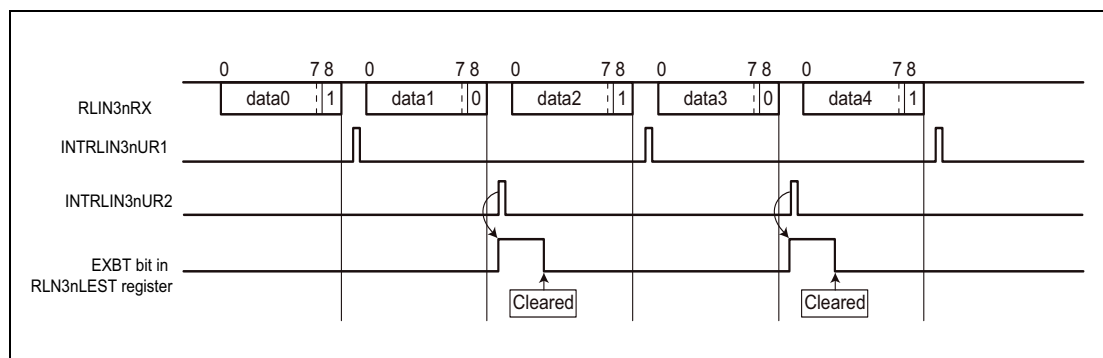 0 7 8 0 7 8 0 7 8 0 7 8 0 7 8
RLIN3nRX data0 1 data1 0 data2 1 data3 0 data4 1
INTRLIN3nUR1
INTRLIN3nUR2
EXBT bit in
RLN3nLEST register
Cleared Cleared